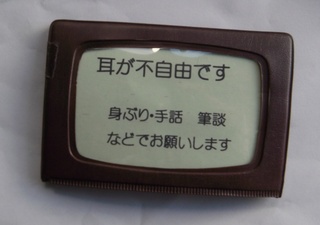 耳が不自由です
身ぶり・手話　筆談
などでお願いします